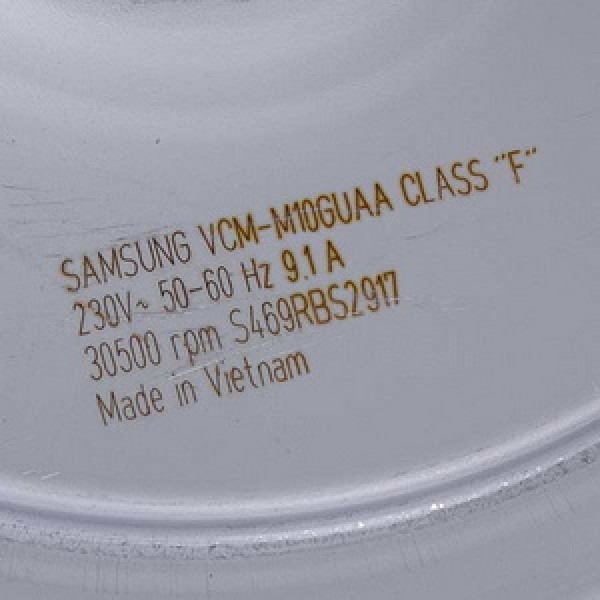 SAMSUNG VCM-M10GUAA CLASS "F"
230V~ 50-60 Hz 9.1 A
30500 rpm S469RBS2917
Made in Vietnam